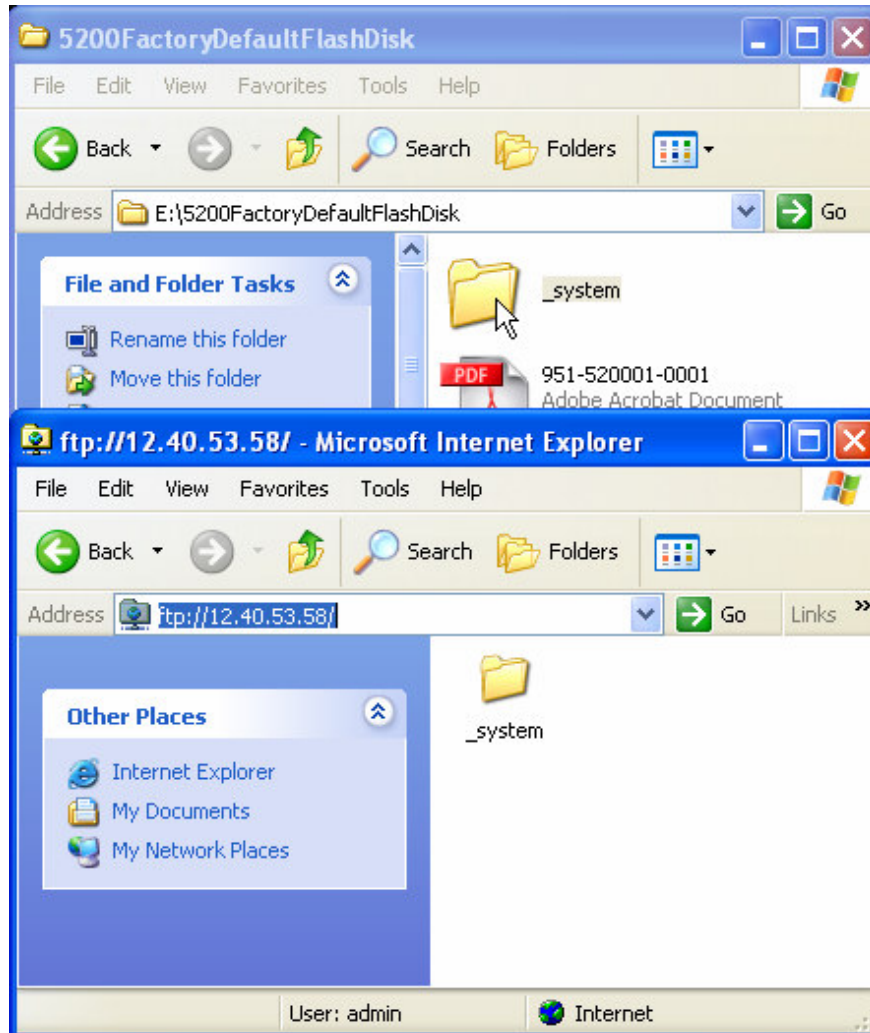 5200FactoryDefaultFlashDisk
File Edit View Favorites Tools Help
Back Search Folders
Address E:\5200FactoryDefaultFlashDisk Go
File and Folder Tasks
_system
Rename this folder
PDF 951-520001-0001
Move this folder
Adobe Acrobat Document
ftp://12.40.53.58/ - Microsoft Internet Explorer
File Edit View Favorites Tools Help
Back Search Folders
Address ftp://12.40.53.58/ Go Links »
Other Places
_system
Internet Explorer
My Documents
My Network Places
User: admin Internet